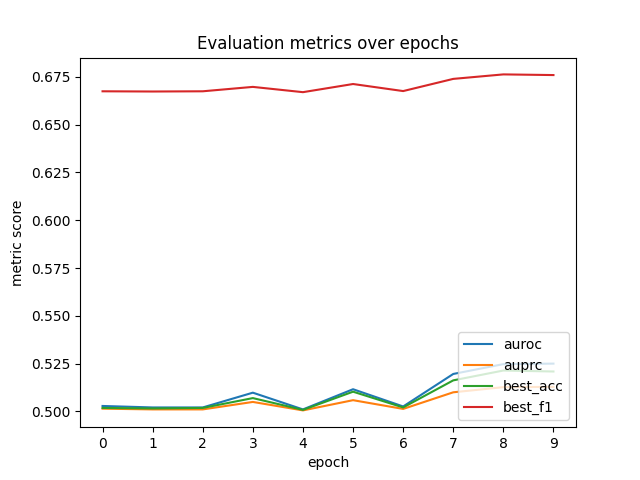 Evaluation metrics over epochs
metric score
0.675
0.650
0.625
0.600
0.575
0.550
0.525
0.500
auroc
auprc
best_acc
best_f1
0 1 2 3 4 5 6 7 8 9
epoch